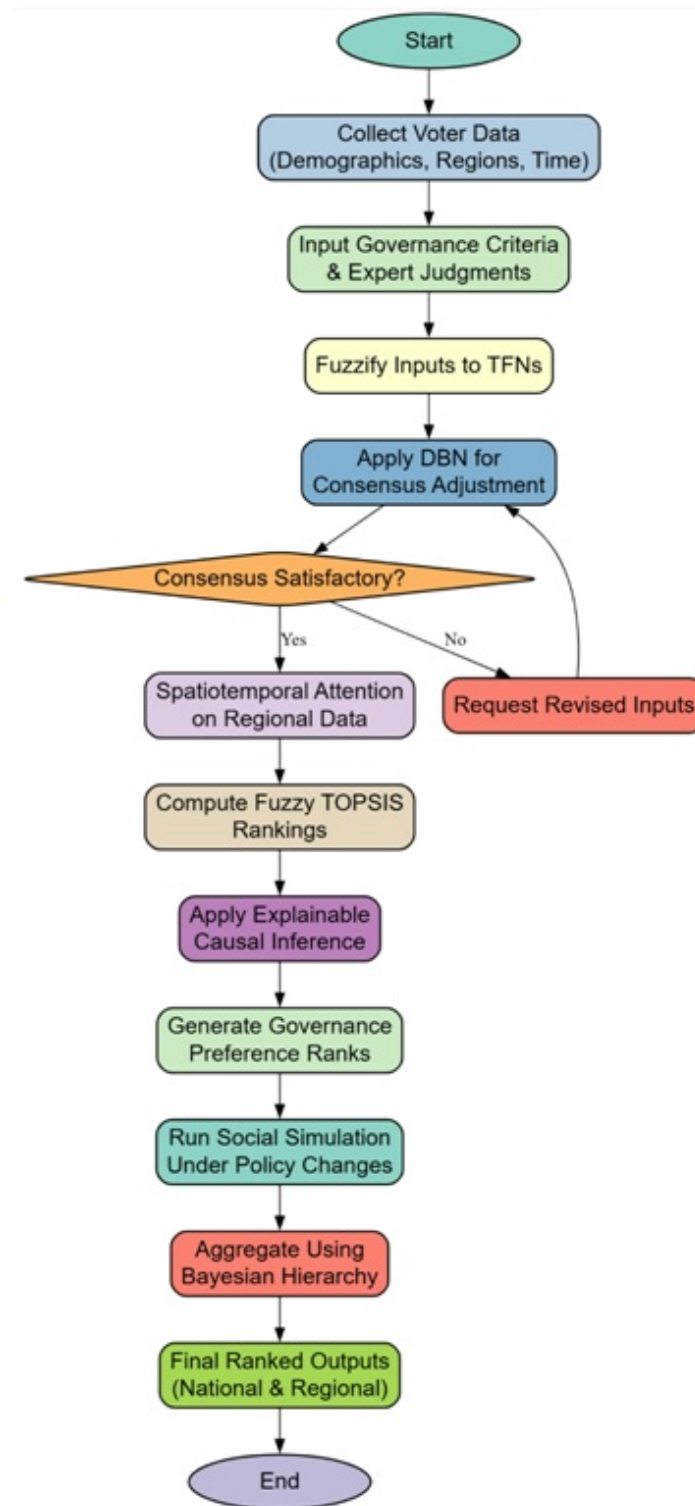 Start
Collect Voter Data
(Demographics, Regions, Time)
Input Governance Criteria
& Expert Judgments
Fuzzify Inputs to TFNs
Apply DBN for
Consensus Adjustment
Consensus Satisfactory?
Yes
No
Spatiotemporal Attention
on Regional Data
Request Revised Inputs
Compute Fuzzy TOPSIS
Rankings
Apply Explainable
Causal Inference
Generate Governance
Preference Ranks
Run Social Simulation
Under Policy Changes
Aggregate Using
Bayesian Hierarchy
Final Ranked Outputs
(National & Regional)
End